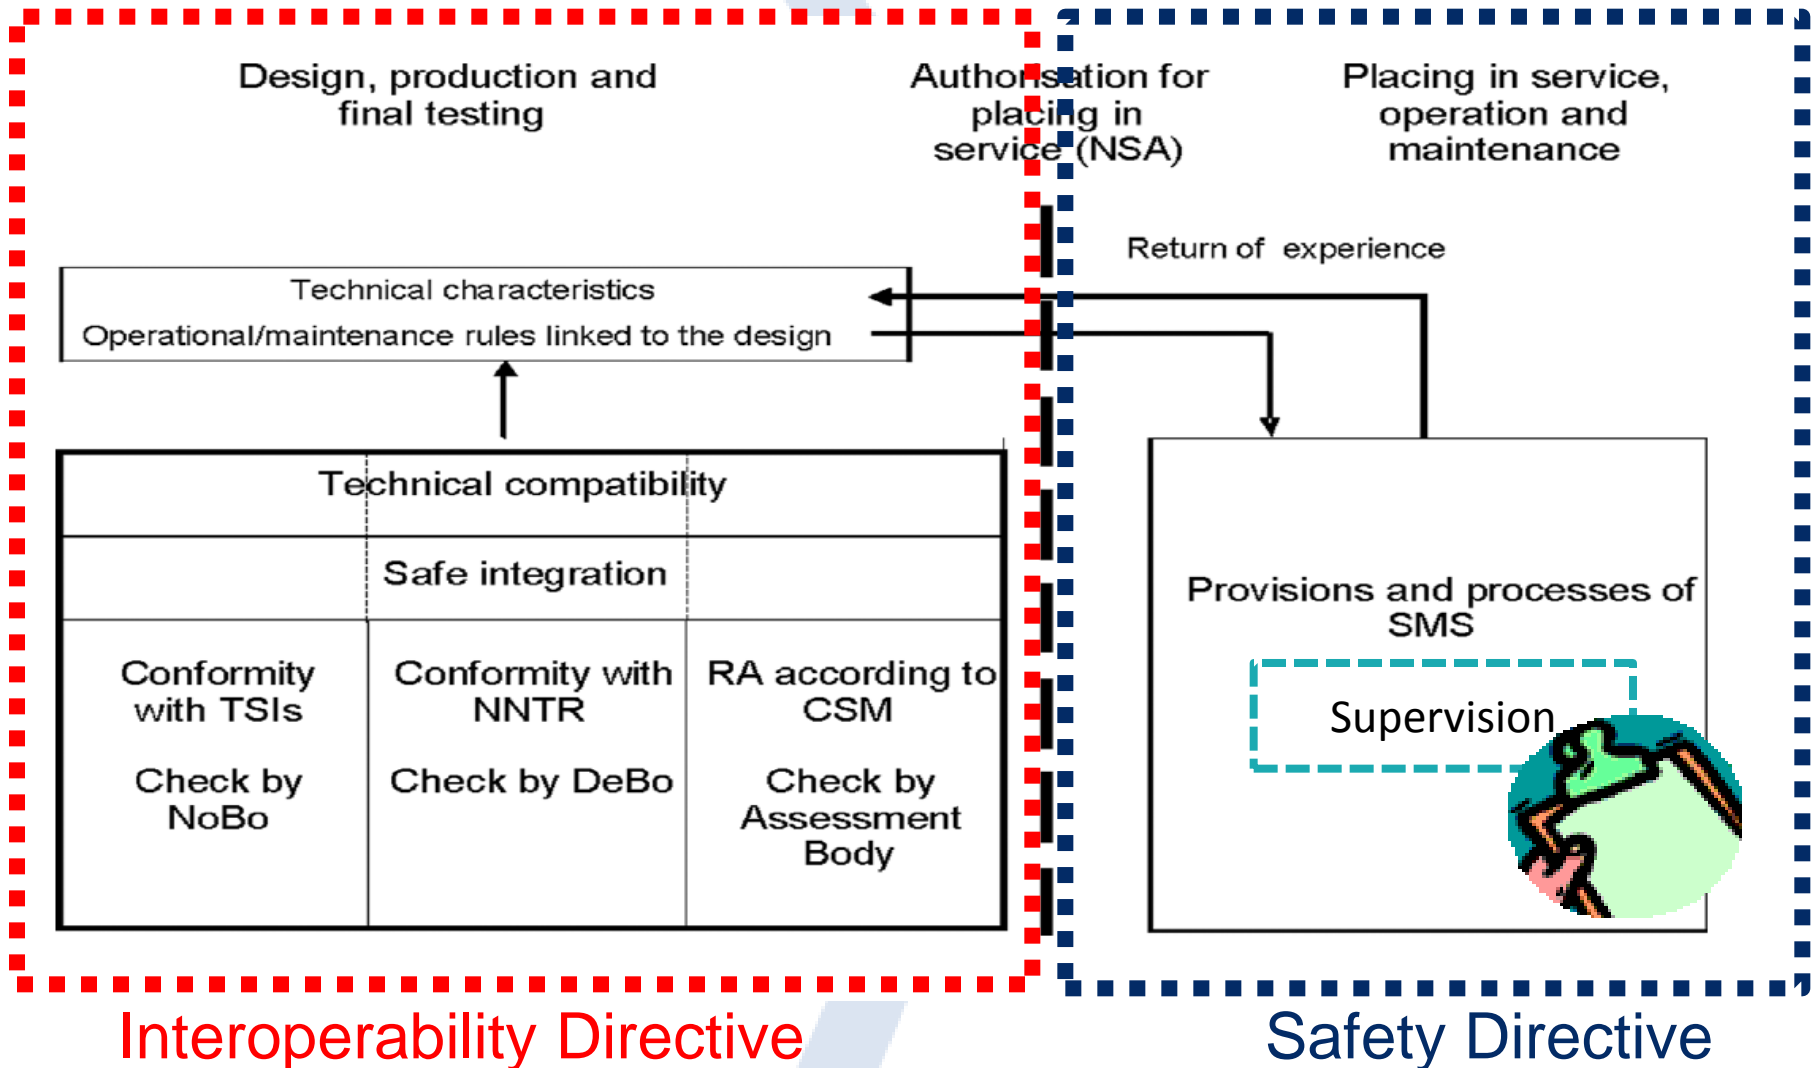 Design, production and
final testing
Authorisation for
placing in
service (NSA)
Placing in service,
operation and
maintenance
Return of experience
Technical characteristics
Operational/maintenance rules linked to the design
Technical compatibility
Safe integration
Conformity
with TSIs
Check by
NoBo
Conformity with
NNTR
Check by DeBo
RA according to
CSM
Check by
Assessment
Body
Provisions and processes of
SMS
Supervision
Interoperability Directive
Safety Directive